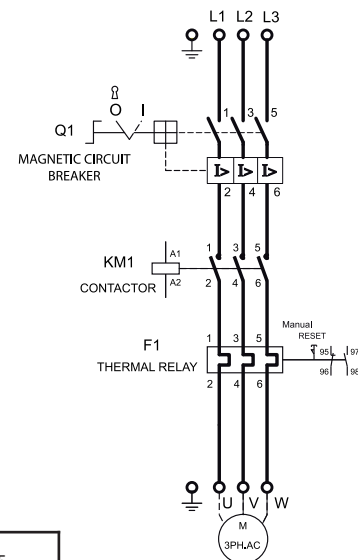 L1 L2 L3
O I
1 3 5
Q1
MAGNETIC CIRCUIT
BREAKER
I> I> I>
2 4 6
A1
1 3 5
KM1
CONTACTOR
A2
2 4 6
Manual
RESET
F1
THERMAL RELAY
1 3 5
95 97
96 98
2 4 6
U V W
M
3PH.AC